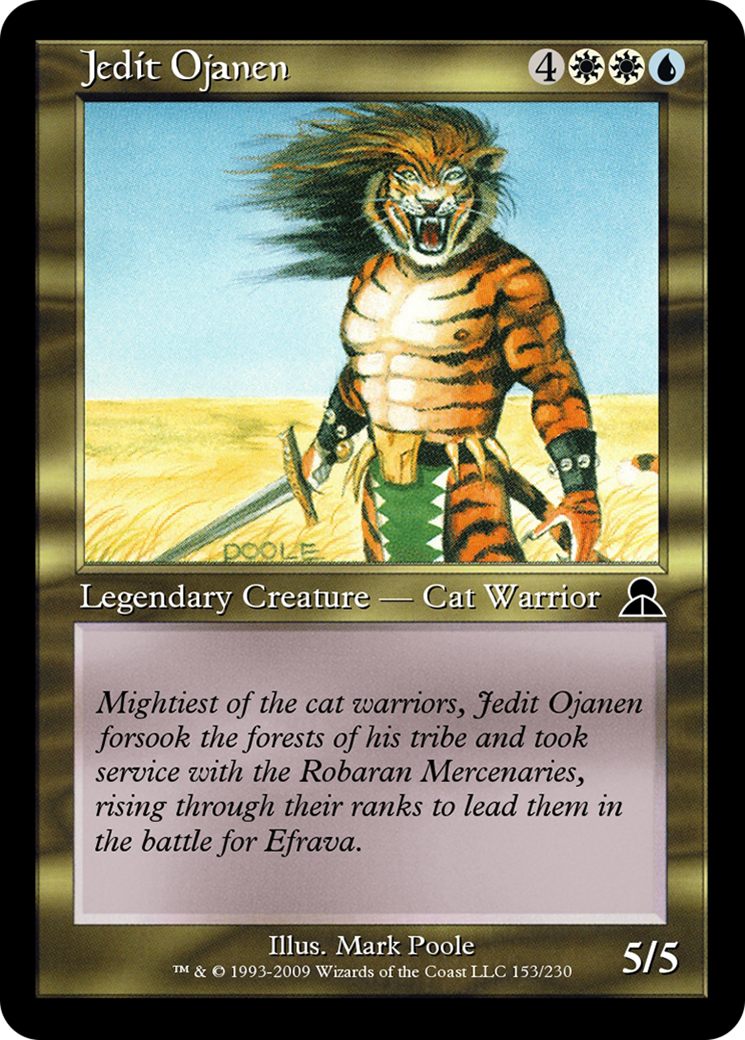 Jedit Ojanen
4
POOLE
Legendary Creature — Cat Warrior
Mightiest of the cat warriors, Jedit Ojanen
forsook the forests of his tribe and took
service with the Robaran Mercenaries,
rising through their ranks to lead them in
the battle for Efrava.
Illus. Mark Poole
™ & © 1993-2009 Wizards of the Coast LLC 153/230
5/5